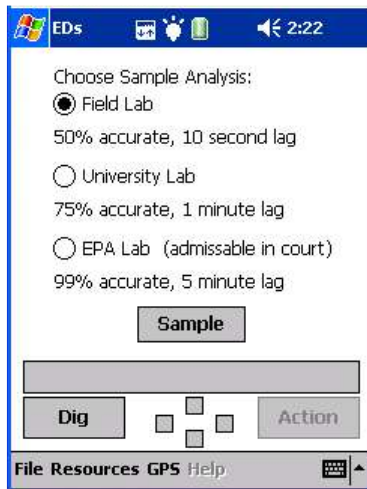 EDs 2:22
Choose Sample Analysis:
Field Lab
50% accurate, 10 second lag
University Lab
75% accurate, 1 minute lag
EPA Lab (admissable in court)
99% accurate, 5 minute lag
Sample
Dig Action
File Resources GPS Help